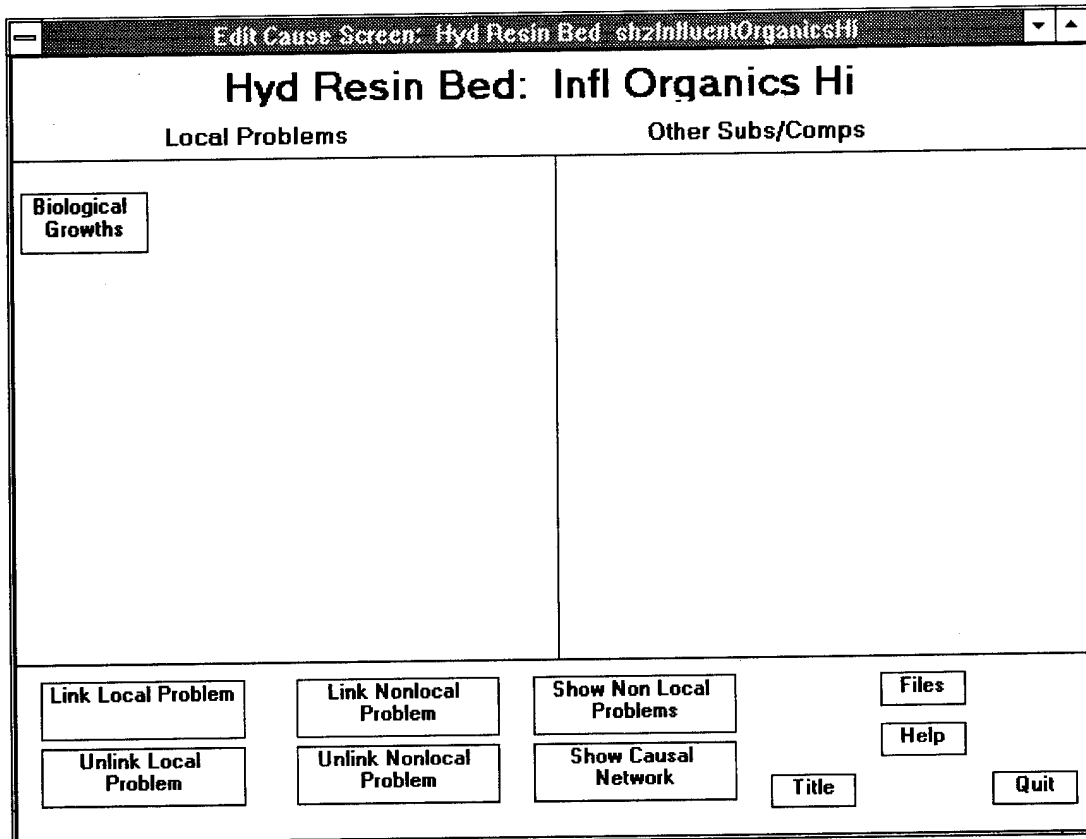 Edit Cause Screen: Hyd Resin Bed shzInfluentOrganicsHi
Hyd Resin Bed: Infl Organics Hi
Local Problems
Other Subs/Comps
Biological
Growths
Link Local Problem
Link Nonlocal
Problem
Show Non Local
Problems
Files
Unlink Local
Problem
Unlink Nonlocal
Problem
Show Causal
Network
Help
Title
Quit